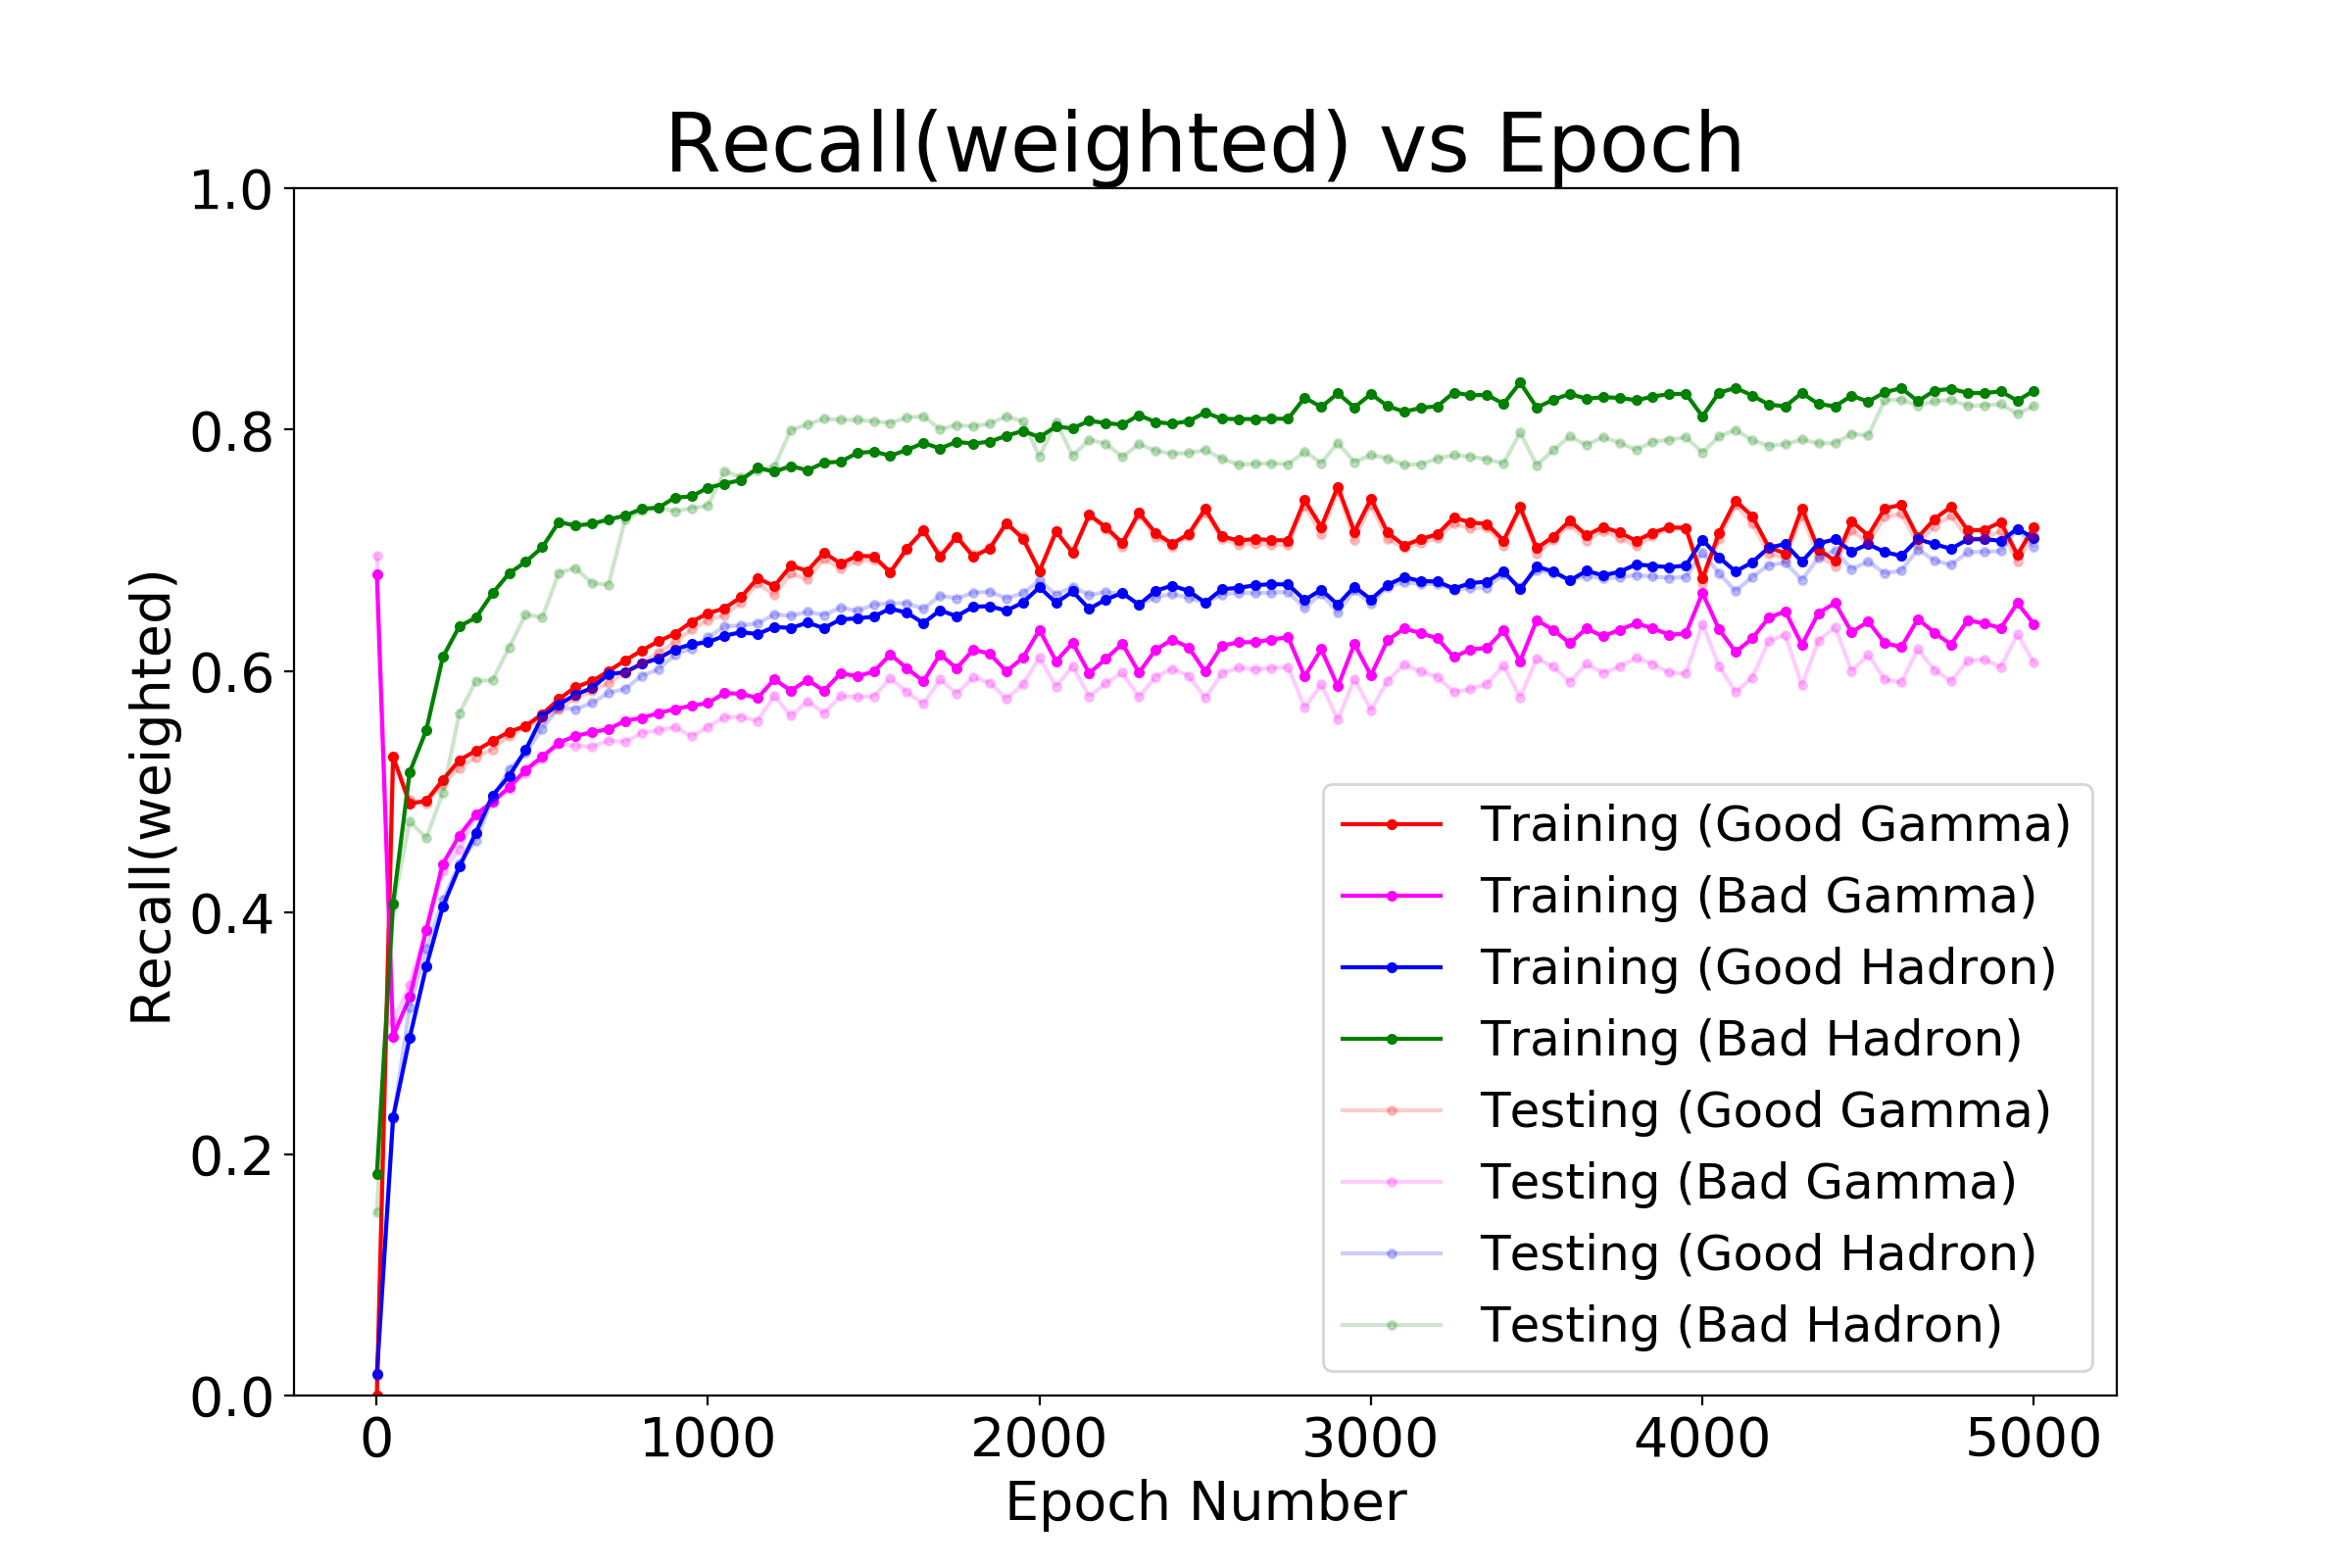 Recall(weighted) vs Epoch
1.0
0.8
0.6
0.4
0.2
0.0
Recall(weighted)
0 1000 2000 3000 4000 5000
Epoch Number
Training (Good Gamma)
Training (Bad Gamma)
Training (Good Hadron)
Training (Bad Hadron)
Testing (Good Gamma)
Testing (Bad Gamma)
Testing (Good Hadron)
Testing (Bad Hadron)